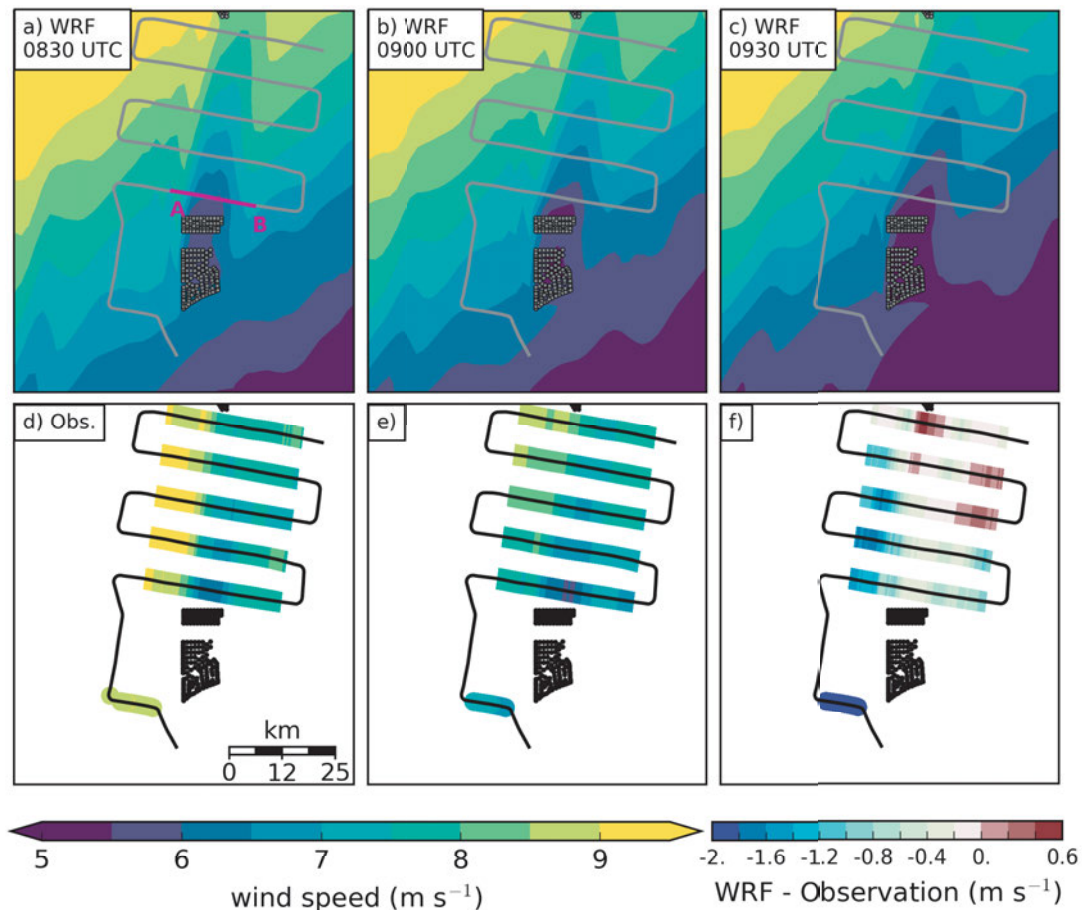 a) WRF
0830 UTC
b) WRF
0900 UTC
c) WRF
0930 UTC
A
B
d) Obs.
e)
f)
km
0 12 25
5 6 7 8 9
wind speed (m s⁻¹)
-2. -1.6 -1.2 -0.8 -0.4 0. 0.6
WRF - Observation (m s⁻¹)